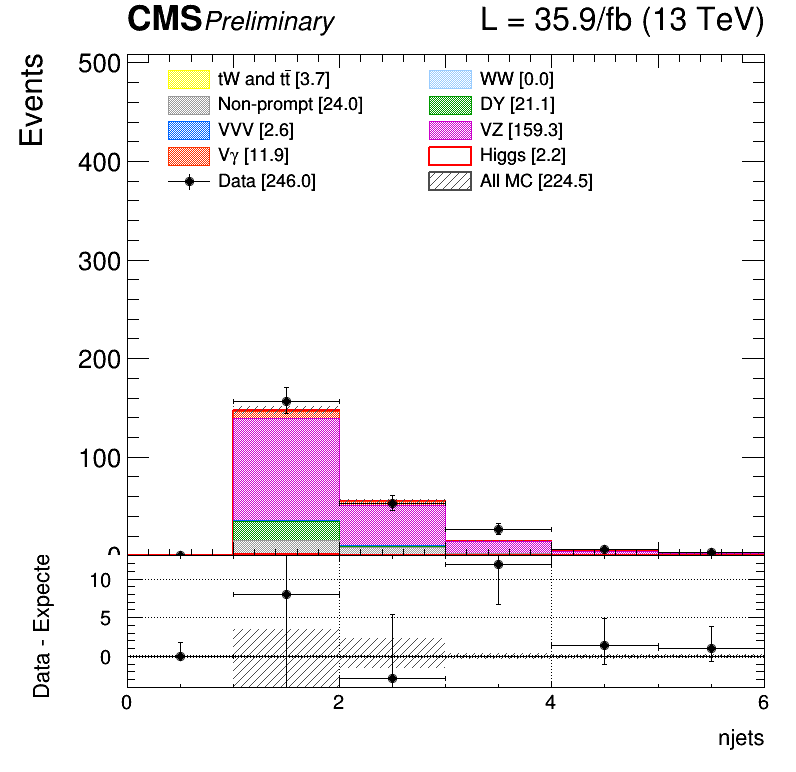 CMS Preliminary L = 35.9/fb (13 TeV)
Events
500
400
300
200
100
0
tW and tt̄ [3.7]
Non-prompt [24.0]
VVV [2.6]
Vγ [11.9]
Data [246.0]
WW [0.0]
DY [21.1]
VZ [159.3]
Higgs [2.2]
All MC [224.5]
Data - Expecte
10
5
0
0 2 4 6
njets